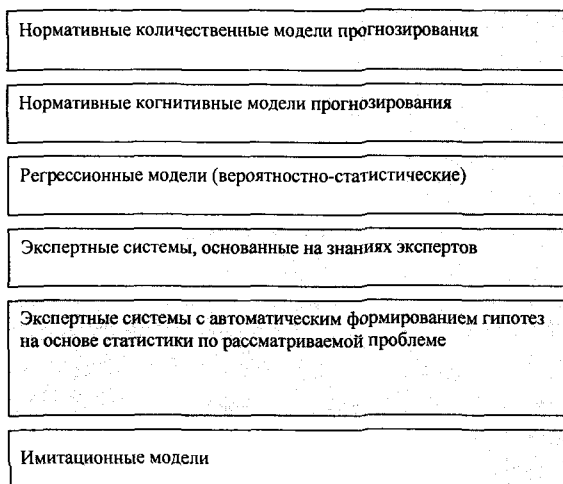 Нормативные количественные модели прогнозирования
Нормативные когнитивные модели прогнозирования
Регрессионные модели (вероятностно-статистические)
Экспертные системы, основанные на знаниях экспертов
Экспертные системы с автоматическим формированием гипотез
на основе статистики по рассматриваемой проблеме
Имитационные модели